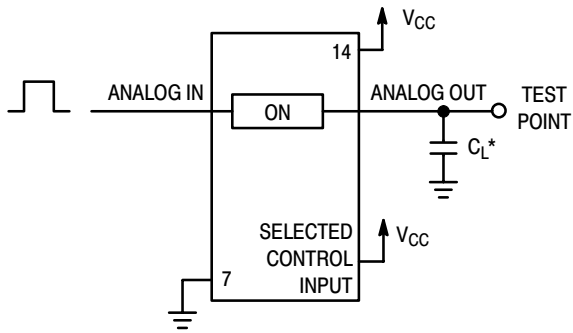 VCC
14
ANALOG IN
ON
ANALOG OUT
TEST
POINT
CL*
SELECTED
CONTROL
INPUT
VCC
7